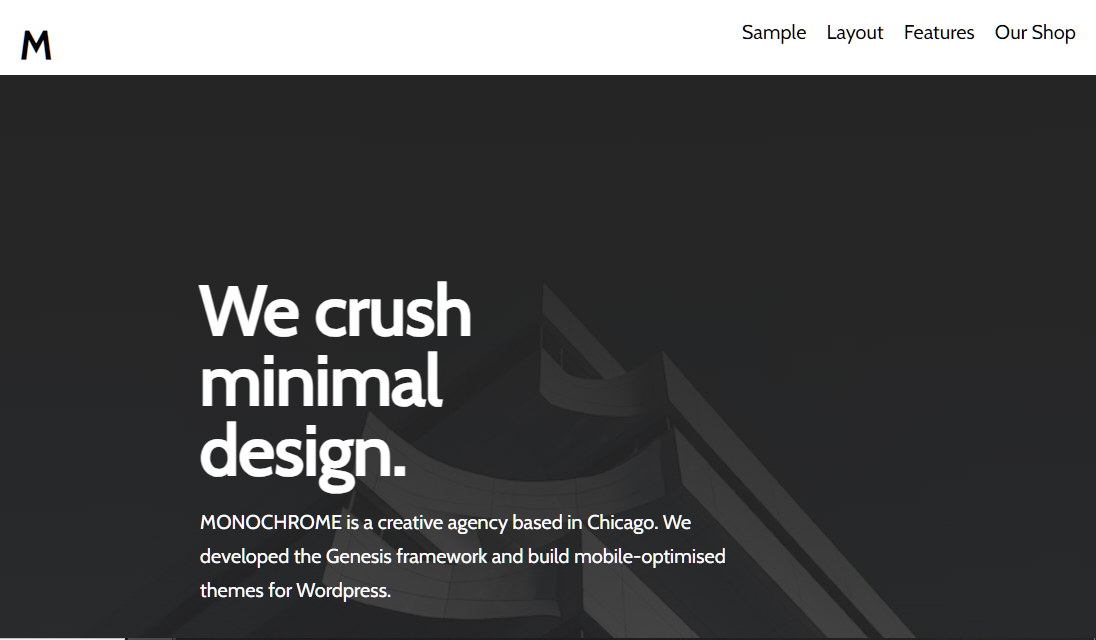 M
Sample Layout Features Our Shop
We crush
minimal
design.
MONOCHROME is a creative agency based in Chicago. We
developed the Genesis framework and build mobile-optimised
themes for Wordpress.